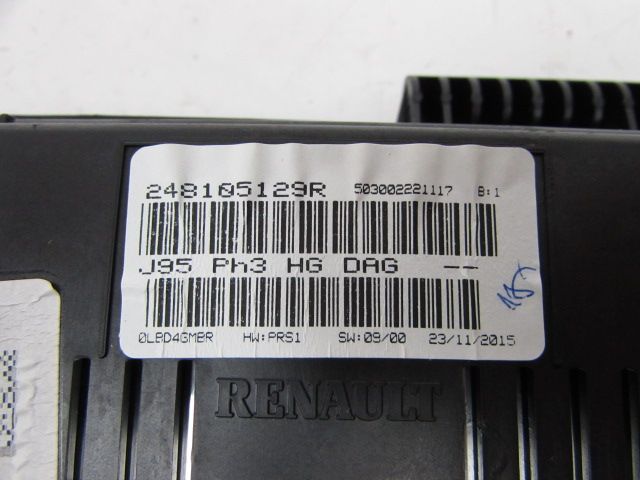 248105129R 503002221117 B:1
J95 Ph3 HG DAG --
0LBD4GMBR HW:PRS1 SW:09/00 23/11/2015
RENAULT